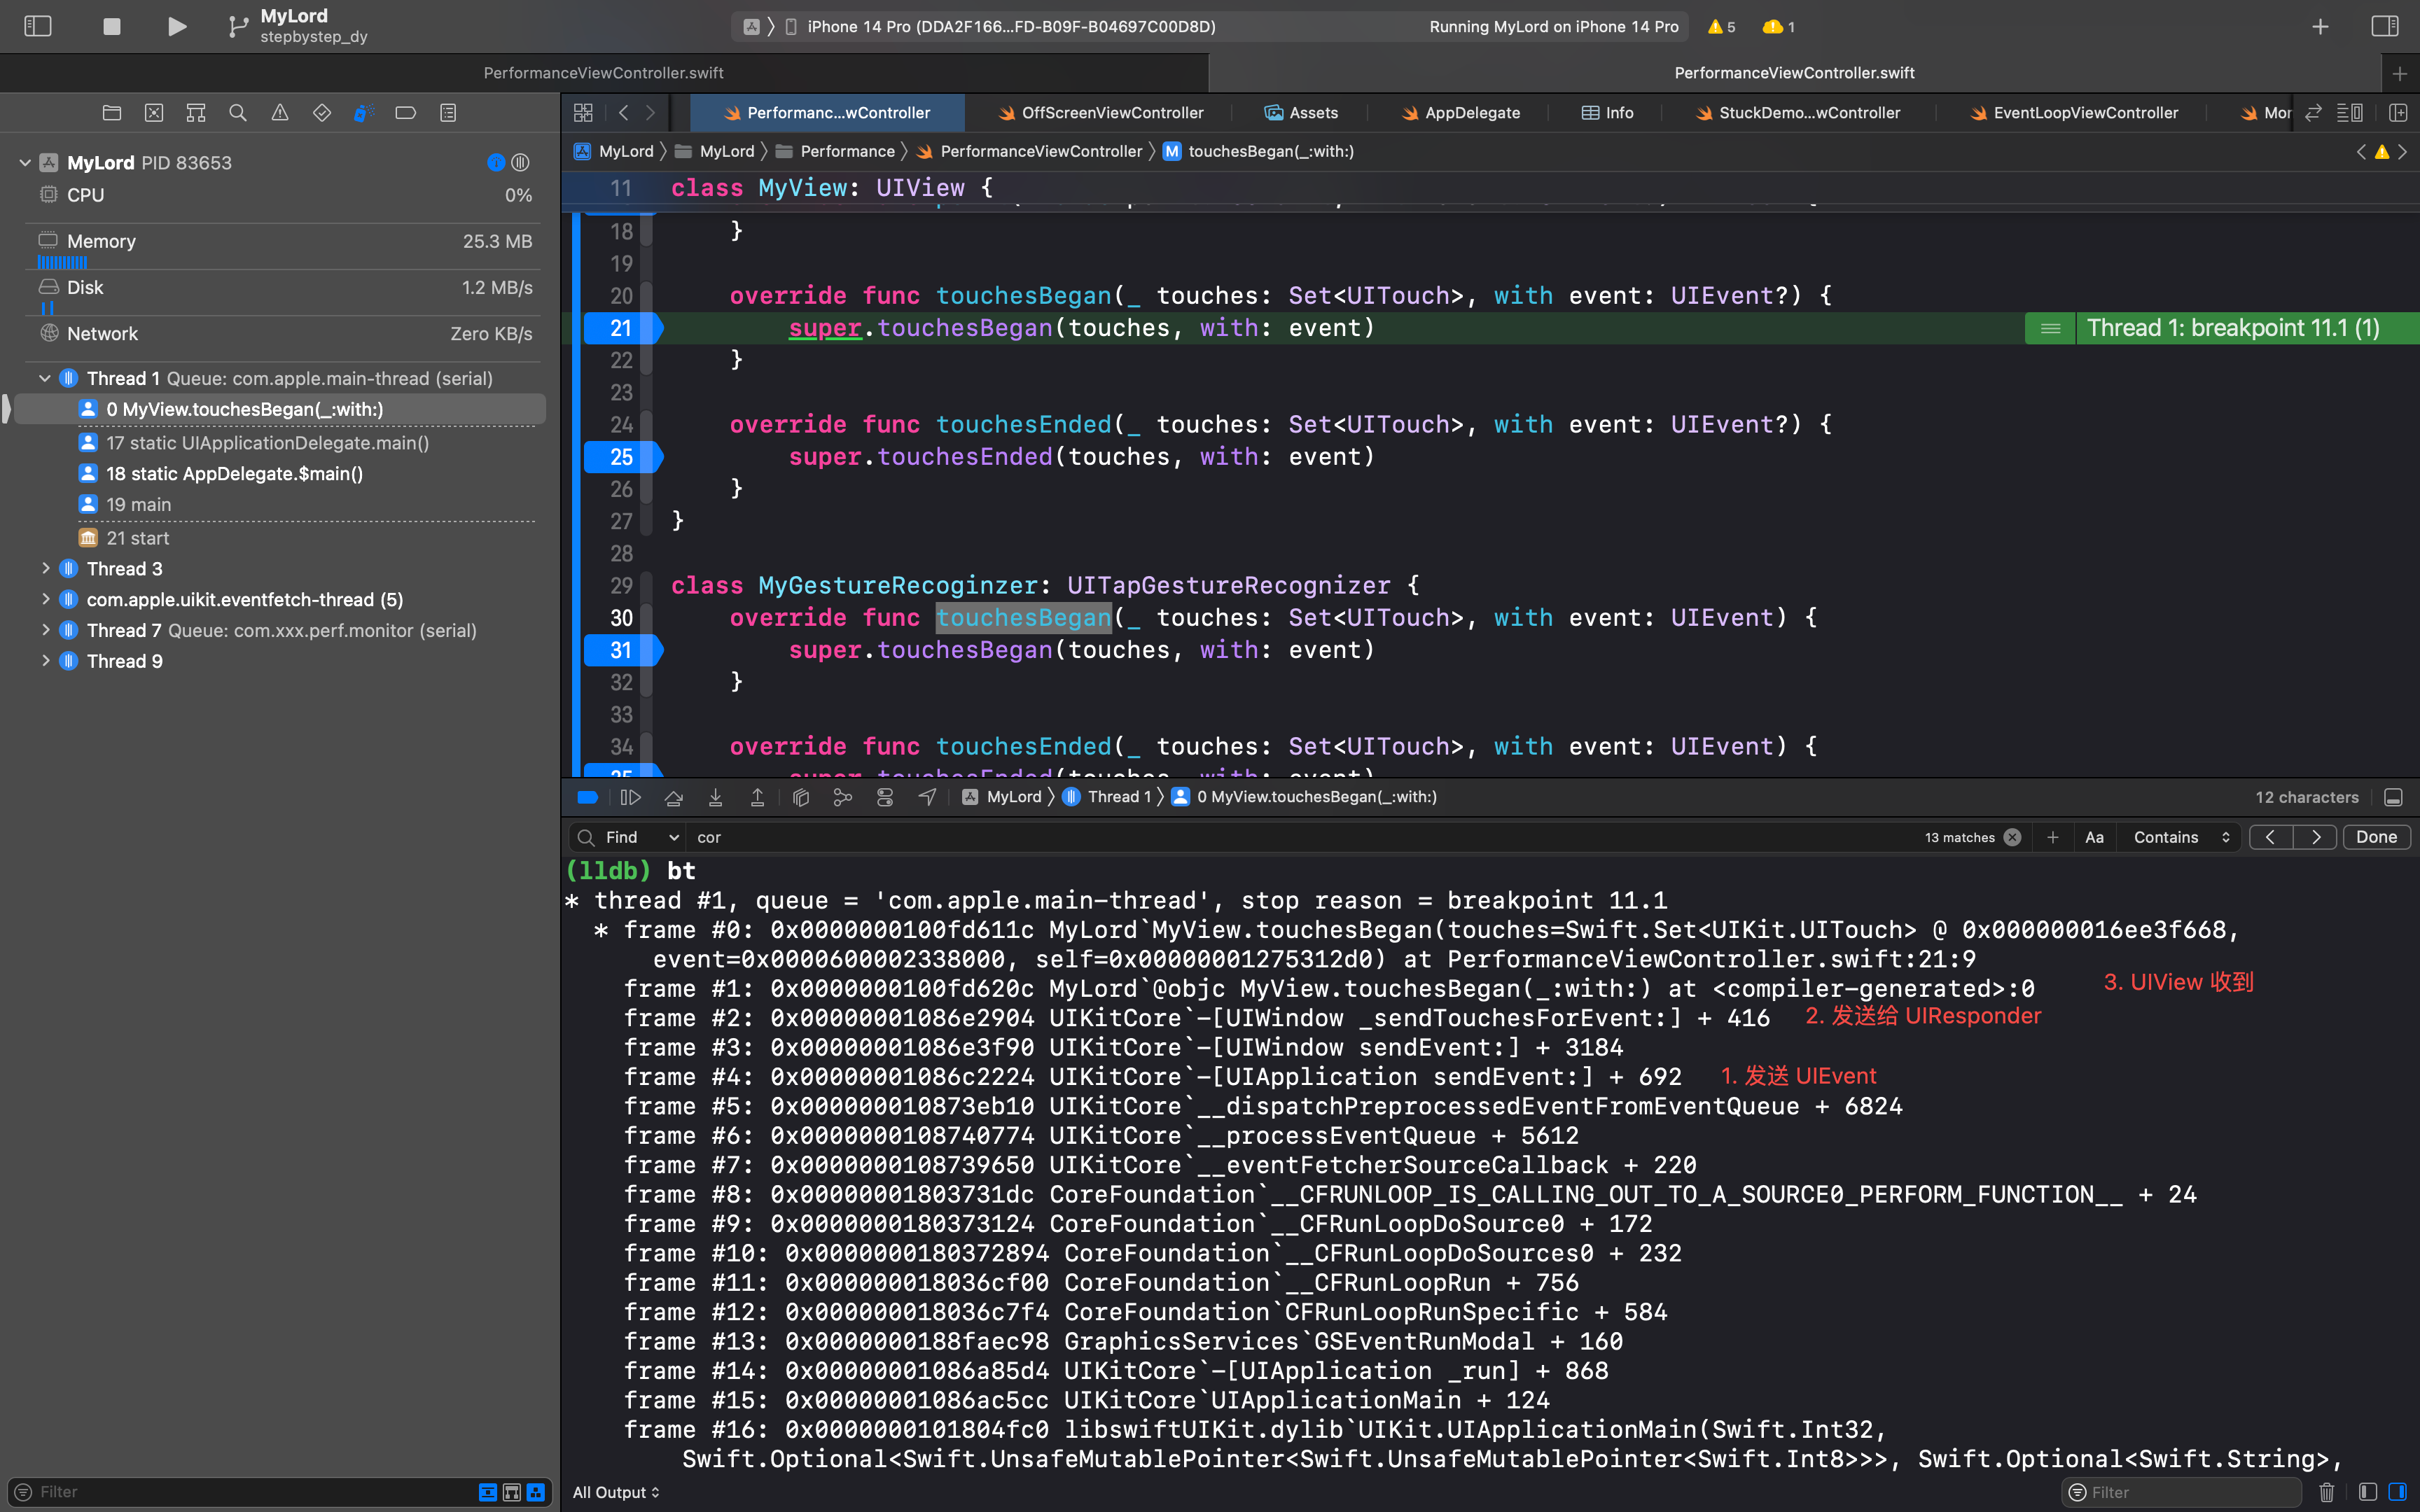 MyLord
stepbystep_dy
iPhone 14 Pro (DDA2F166...FD-B09F-B04697C00D8D)
Running MyLord on iPhone 14 Pro
5
1
PerformanceViewController.swift
PerformanceViewController.swift
Performanc...wController
OffScreenViewController
Assets
AppDelegate
Info
StuckDemo...wController
EventLoopViewController
Mor
MyLord
MyLord
Performance
PerformanceViewController
M touchesBegan(_:with:)
MyLord PID 83653
CPU 0%
Memory 25.3 MB
Disk 1.2 MB/s
Network Zero KB/s
Thread 1 Queue: com.apple.main-thread (serial)
0 MyView.touchesBegan(_:with:)
17 static UIApplicationDelegate.main()
18 static AppDelegate.$main()
19 main
21 start
Thread 3
com.apple.uikit.eventfetch-thread (5)
Thread 7 Queue: com.xxx.perf.monitor (serial)
Thread 9
Filter
11 class MyView: UIView {
18 }
19
20 override func touchesBegan(_ touches: Set<UITouch>, with event: UIEvent?) {
21 super.touchesBegan(touches, with: event)
Thread 1: breakpoint 11.1 (1)
22 }
23
24 override func touchesEnded(_ touches: Set<UITouch>, with event: UIEvent?) {
25 super.touchesEnded(touches, with: event)
26 }
27 }
28
29 class MyGestureRecoginzer: UITapGestureRecognizer {
30 override func touchesBegan(_ touches: Set<UITouch>, with event: UIEvent) {
31 super.touchesBegan(touches, with: event)
32 }
33
34 override func touchesEnded(_ touches: Set<UITouch>, with event: UIEvent) {
35 super.touchesEnded(touches, with: event)
MyLord
Thread 1
0 MyView.touchesBegan(_:with:)
12 characters
Find
cor
13 matches
Aa
Contains
Done
(lldb) bt
* thread #1, queue = 'com.apple.main-thread', stop reason = breakpoint 11.1
* frame #0: 0x0000000100fd611c MyLord`MyView.touchesBegan(touches=Swift.Set<UIKit.UITouch> @ 0x000000016ee3f668,
event=0x0000600002338000, self=0x00000001275312d0) at PerformanceViewController.swift:21:9
frame #1: 0x0000000100fd620c MyLord`@objc MyView.touchesBegan(_:with:) at <compiler-generated>:0
3. UIView 收到
frame #2: 0x00000001086e2904 UIKitCore`-[UIWindow _sendTouchesForEvent:] + 416
2. 发送给 UIResponder
frame #3: 0x00000001086e3f90 UIKitCore`-[UIWindow sendEvent:] + 3184
frame #4: 0x00000001086c2224 UIKitCore`-[UIApplication sendEvent:] + 692
1. 发送 UIEvent
frame #5: 0x000000010873eb10 UIKitCore`__dispatchPreprocessedEventFromEventQueue + 6824
frame #6: 0x0000000108740774 UIKitCore`__processEventQueue + 5612
frame #7: 0x0000000108739650 UIKitCore`__eventFetcherSourceCallback + 220
frame #8: 0x00000001803731dc CoreFoundation`__CFRUNLOOP_IS_CALLING_OUT_TO_A_SOURCE0_PERFORM_FUNCTION__ + 24
frame #9: 0x0000000180373124 CoreFoundation`__CFRunLoopDoSource0 + 172
frame #10: 0x0000000180372894 CoreFoundation`__CFRunLoopDoSources0 + 232
frame #11: 0x000000018036cf00 CoreFoundation`__CFRunLoopRun + 756
frame #12: 0x000000018036c7f4 CoreFoundation`CFRunLoopRunSpecific + 584
frame #13: 0x0000000188faec98 GraphicsServices`GSEventRunModal + 160
frame #14: 0x00000001086a85d4 UIKitCore`-[UIApplication _run] + 868
frame #15: 0x00000001086ac5cc UIKitCore`UIApplicationMain + 124
frame #16: 0x0000000101804fc0 libswiftUIKit.dylib`UIKit.UIApplicationMain(Swift.Int32,
Swift.Optional<Swift.UnsafeMutablePointer<Swift.UnsafeMutablePointer<Swift.Int8>>>, Swift.Optional<Swift.String>,
All Output
Filter